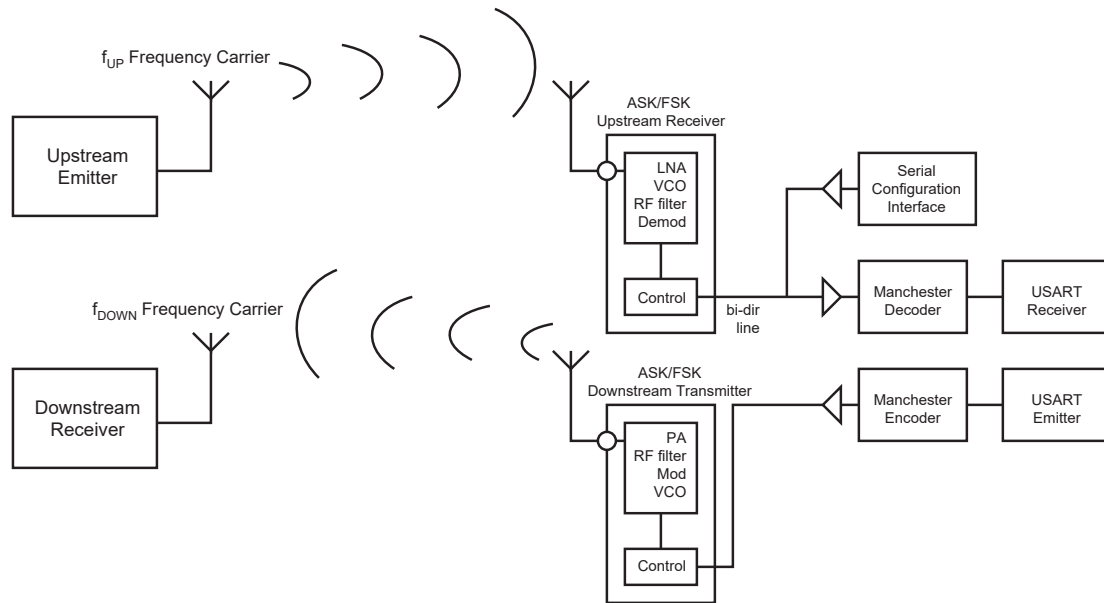 f_UP Frequency Carrier
Upstream
Emitter
ASK/FSK
Upstream Receiver
LNA
VCO
RF filter
Demod
Control
bi-dir
line
Serial
Configuration
Interface
Manchester
Decoder
USART
Receiver
f_DOWN Frequency Carrier
Downstream
Receiver
ASK/FSK
Downstream Transmitter
PA
RF filter
Mod
VCO
Control
Manchester
Encoder
USART
Emitter